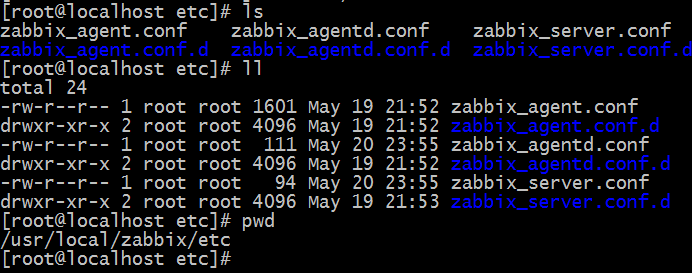 [root@localhost etc]# ls
zabbix_agent.conf    zabbix_agentd.conf    zabbix_server.conf
zabbix_agent.conf.d  zabbix_agentd.conf.d  zabbix_server.conf.d
[root@localhost etc]# ll
total 24
-rw-r--r-- 1 root root 1601 May 19 21:52 zabbix_agent.conf
drwxr-xr-x 2 root root 4096 May 19 21:52 zabbix_agent.conf.d
-rw-r--r-- 1 root root  111 May 20 23:55 zabbix_agentd.conf
drwxr-xr-x 2 root root 4096 May 19 21:52 zabbix_agentd.conf.d
-rw-r--r-- 1 root root   94 May 20 23:55 zabbix_server.conf
drwxr-xr-x 2 root root 4096 May 19 21:53 zabbix_server.conf.d
[root@localhost etc]# pwd
/usr/local/zabbix/etc
[root@localhost etc]#